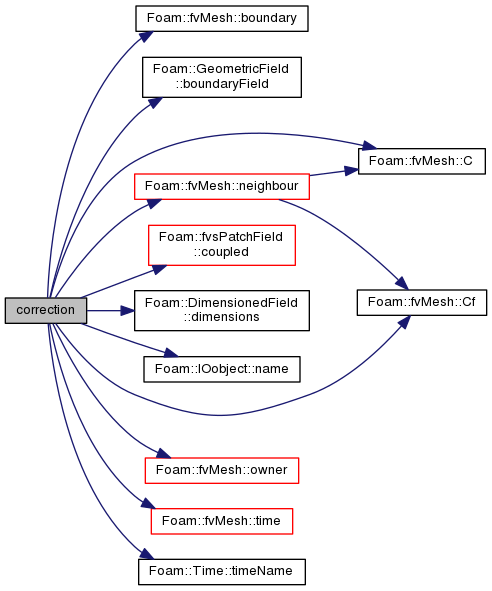 Foam::fvMesh::boundary
Foam::GeometricField
::boundaryField
Foam::fvMesh::C
Foam::fvMesh::neighbour
Foam::fvsPatchField
::coupled
correction
Foam::DimensionedField
::dimensions
Foam::fvMesh::Cf
Foam::IOobject::name
Foam::fvMesh::owner
Foam::fvMesh::time
Foam::Time::timeName